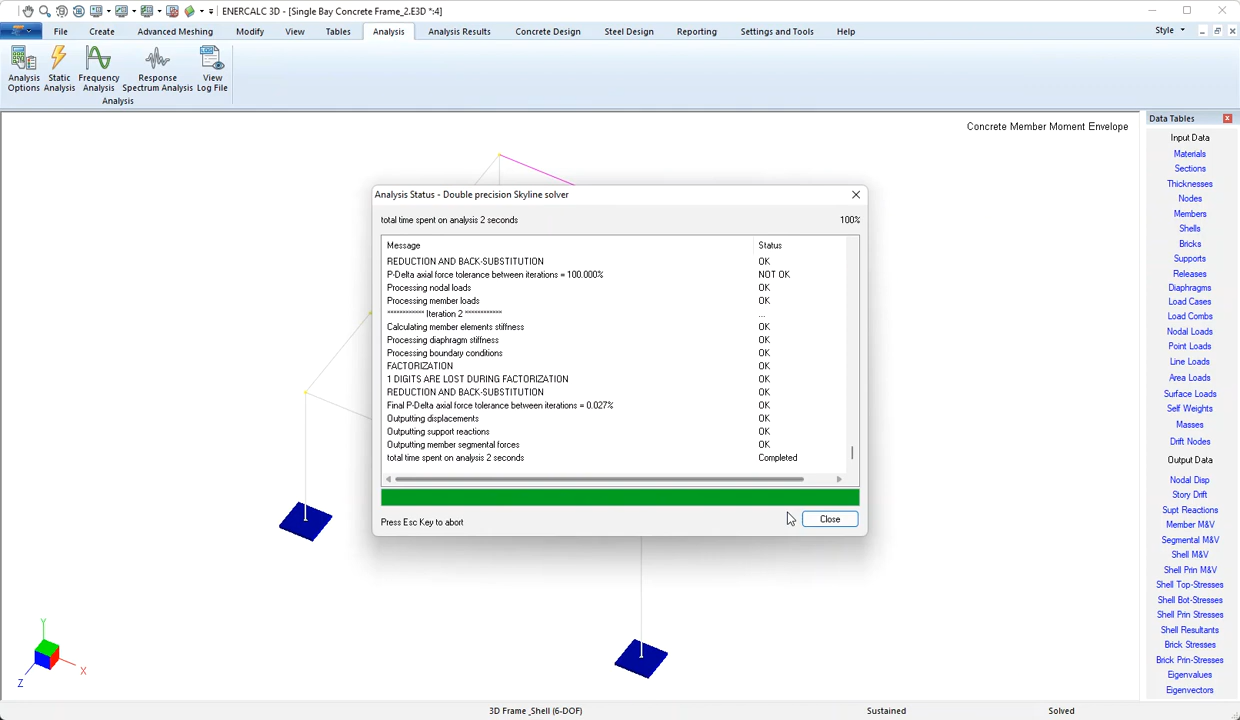 ENERCALC 3D - [Single Bay Concrete Frame_2.E3D *:4]
File Create Advanced Meshing Modify View Tables Analysis Analysis Results Concrete Design Steel Design Reporting Settings and Tools Help Style
Analysis Options
Static Analysis
Frequency Analysis
Response Spectrum Analysis
View Log File
Analysis
Concrete Member Moment Envelope
Analysis Status - Double precision Skyline solver
total time spent on analysis 2 seconds 100%
Message Status
REDUCTION AND BACK-SUBSTITUTION OK
P-Delta axial force tolerance between iterations = 100.000% NOT OK
Processing nodal loads OK
Processing member loads OK
************ Iteration 2 ************ ...
Calculating member elements stiffness OK
Processing diaphragm stiffness OK
Processing boundary conditions OK
FACTORIZATION OK
1 DIGITS ARE LOST DURING FACTORIZATION OK
REDUCTION AND BACK-SUBSTITUTION OK
Final P-Delta axial force tolerance between iterations = 0.027% OK
Outputting displacements OK
Outputting support reactions OK
Outputting member segmental forces OK
total time spent on analysis 2 seconds Completed
Press Esc Key to abort Close
Data Tables
Input Data
Materials
Sections
Thicknesses
Nodes
Members
Shells
Bricks
Supports
Releases
Diaphragms
Load Cases
Load Combs
Nodal Loads
Point Loads
Line Loads
Area Loads
Surface Loads
Self Weights
Masses
Drift Nodes
Output Data
Nodal Disp
Story Drift
Supt Reactions
Member M&V
Segmental M&V
Shell M&V
Shell Prin M&V
Shell Top-Stresses
Shell Bot-Stresses
Shell Prin Stresses
Shell Resultants
Brick Stresses
Brick Prin-Stresses
Eigenvalues
Eigenvectors
Y
X
Z
3D Frame _Shell (6-DOF) Sustained Solved